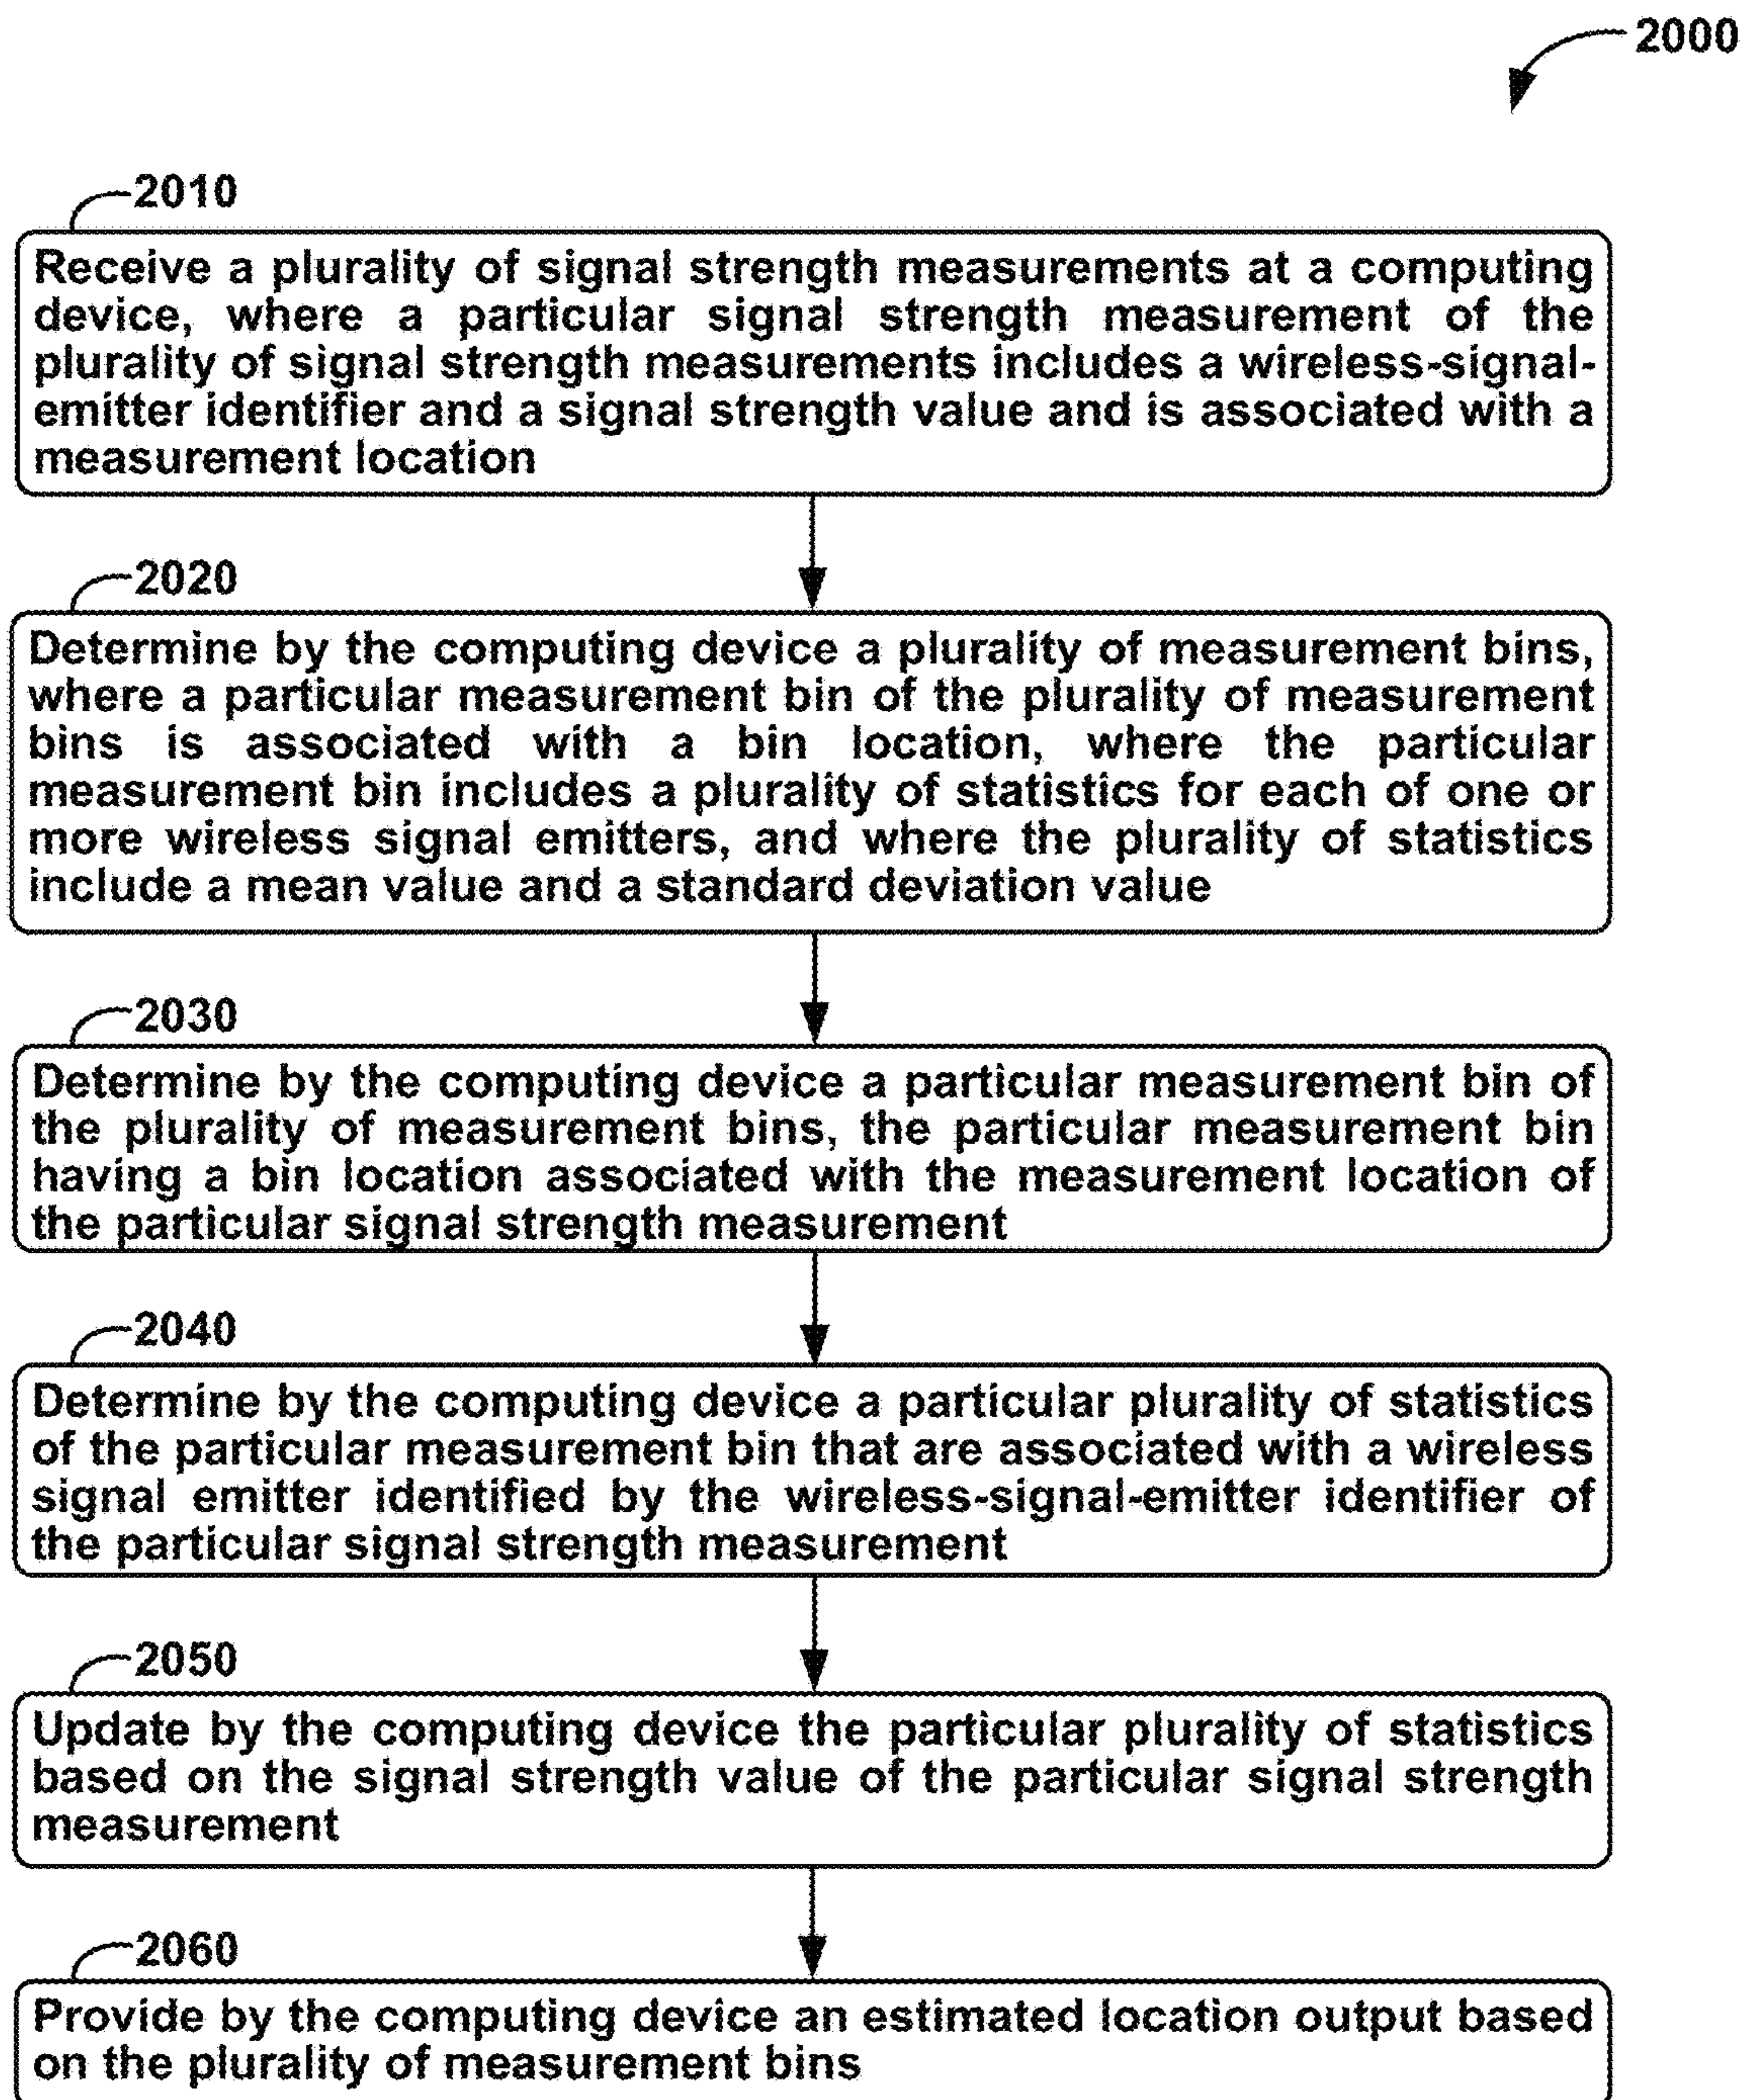 2000
2010
Receive a plurality of signal strength measurements at a computing
device, where a particular signal strength measurement of the
plurality of signal strength measurements includes a wireless-signal-
emitter identifier and a signal strength value and is associated with a
measurement location
2020
Determine by the computing device a plurality of measurement bins,
where a particular measurement bin of the plurality of measurement
bins is associated with a bin location, where the particular
measurement bin includes a plurality of statistics for each of one or
more wireless signal emitters, and where the plurality of statistics
include a mean value and a standard deviation value
2030
Determine by the computing device a particular measurement bin of
the plurality of measurement bins, the particular measurement bin
having a bin location associated with the measurement location of
the particular signal strength measurement
2040
Determine by the computing device a particular plurality of statistics
of the particular measurement bin that are associated with a wireless
signal emitter identified by the wireless-signal-emitter identifier of
the particular signal strength measurement
2050
Update by the computing device the particular plurality of statistics
based on the signal strength value of the particular signal strength
measurement
2060
Provide by the computing device an estimated location output based
on the plurality of measurement bins